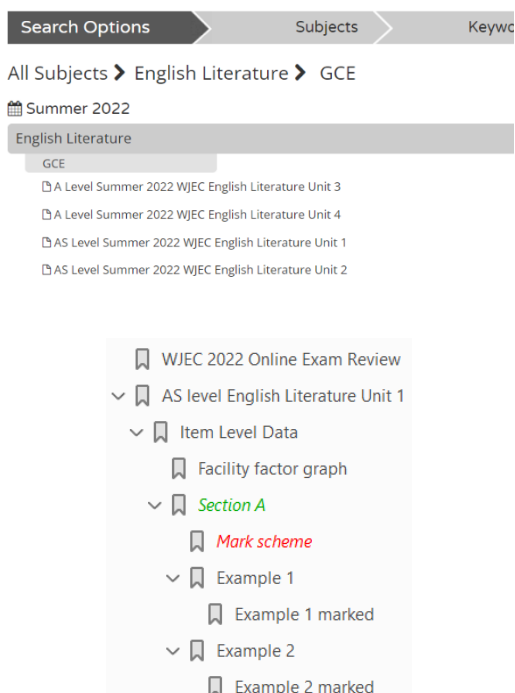 Search Options Subjects
All Subjects English Literature GCE
Summer 2022
English Literature
GCE
A Level Summer 2022 WJEC English Literature Unit 3
A Level Summer 2022 WJEC English Literature Unit 4
AS Level Summer 2022 WJEC English Literature Unit 1
AS Level Summer 2022 WJEC English Literature Unit 2
WJEC 2022 Online Exam Review
AS level English Literature Unit 1
Item Level Data
Facility factor graph
Section A
Mark scheme
Example 1
Example 1 marked
Example 2
Example 2 marked